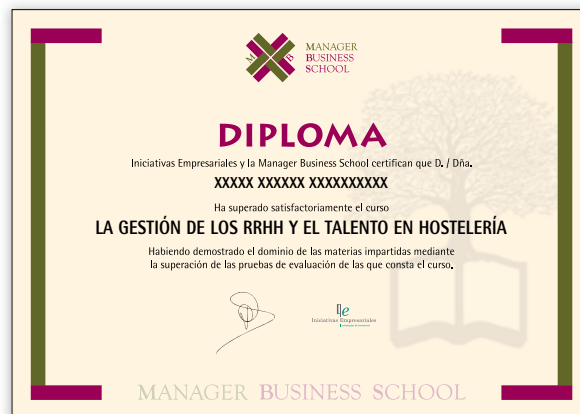 M B
MANAGER
BUSINESS
SCHOOL
DIPLOMA
Iniciativas Empresariales y la Manager Business School certifican que D. / Dña.
XXXXX XXXXXX XXXXXXXXXX
Ha superado satisfactoriamente el curso
LA GESTIÓN DE LOS RRHH Y EL TALENTO EN HOSTELERÍA
Habiendo demostrado el dominio de las materias impartidas mediante
la superación de las pruebas de evaluación de las que consta el curso.
Iniciativas Empresariales
MANAGER BUSINESS SCHOOL